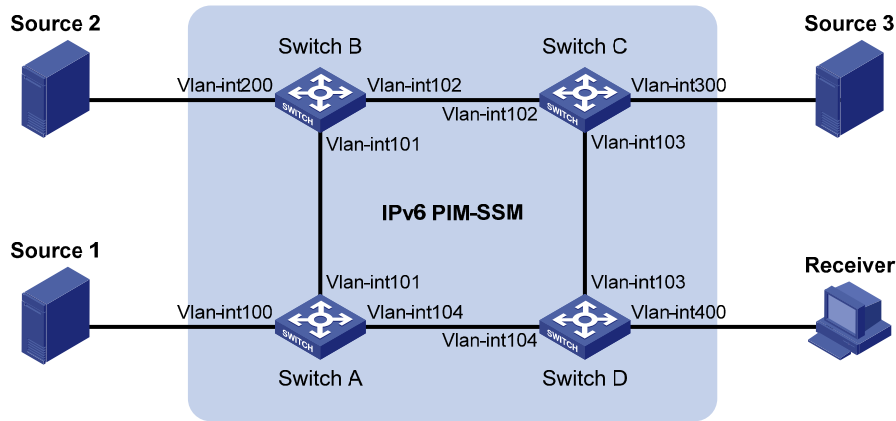 Source 2
Switch B
Switch C
Source 3
Vlan-int200
Vlan-int102
Vlan-int300
SWITCH
Vlan-int102
SWITCH
Vlan-int101
Vlan-int103
IPv6 PIM-SSM
Source 1
Vlan-int101
Vlan-int103
Receiver
Vlan-int100
Vlan-int104
Vlan-int400
SWITCH
Vlan-int104
SWITCH
Switch A
Switch D